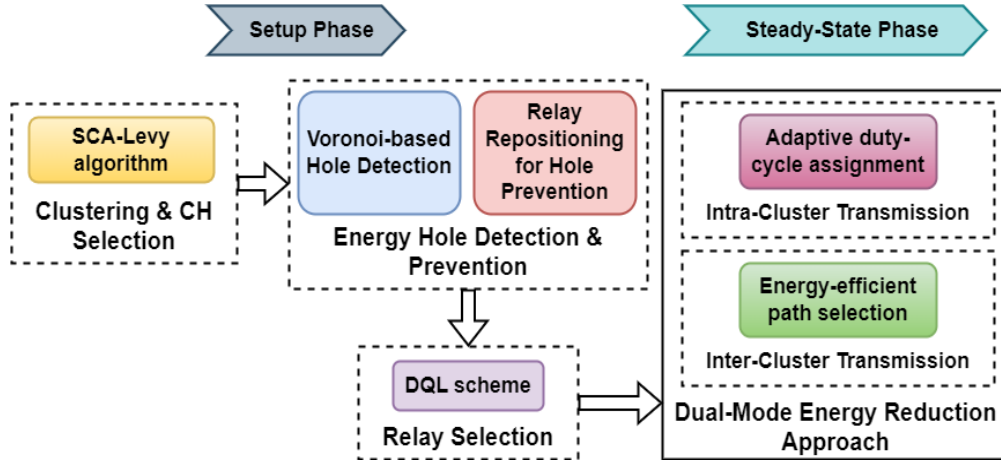 Setup Phase
Steady-State Phase
SCA-Levy
algorithm
Clustering & CH
Selection
Voronoi-based
Hole Detection
Relay
Repositioning
for Hole
Prevention
Energy Hole Detection &
Prevention
DQL scheme
Relay Selection
Adaptive duty-
cycle assignment
Intra-Cluster Transmission
Energy-efficient
path selection
Inter-Cluster Transmission
Dual-Mode Energy Reduction
Approach